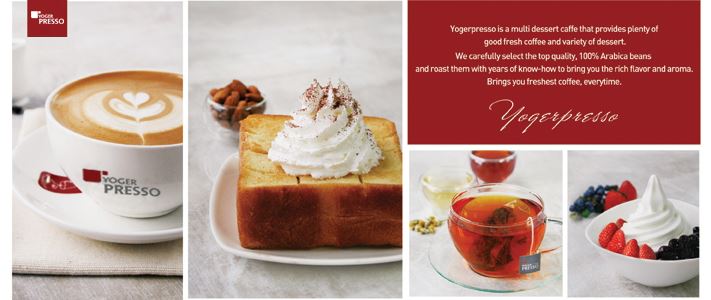 YOGER
PRESSO
YOGER
PRESSO
Yogerpresso is a multi dessert caffe that provides plenty of
good fresh coffee and variety of dessert.
We carefully select the top quality, 100% Arabica beans
and roast them with years of know-how to bring you the rich flavor and aroma.
Brings you freshest coffee, everytime.
Yogerpresso
YOGER
PRESSO